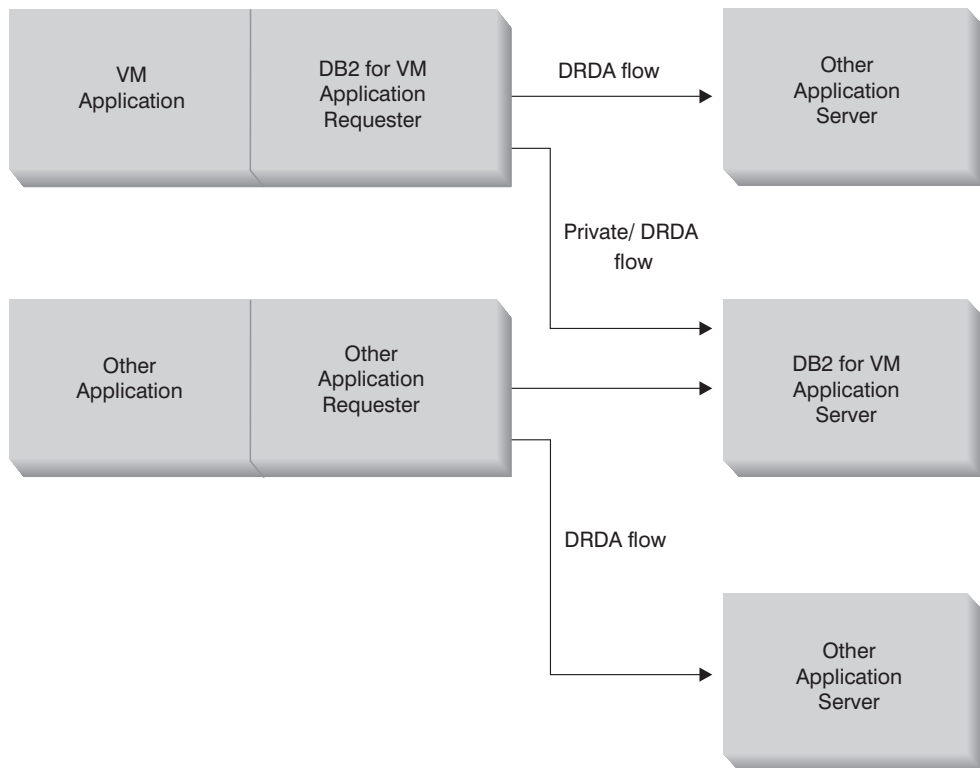 VM
Application
DB2 for VM
Application
Requester
DRDA flow
Other
Application
Server
Private/ DRDA
flow
Other
Application
Other
Application
Requester
DB2 for VM
Application
Server
DRDA flow
Other
Application
Server